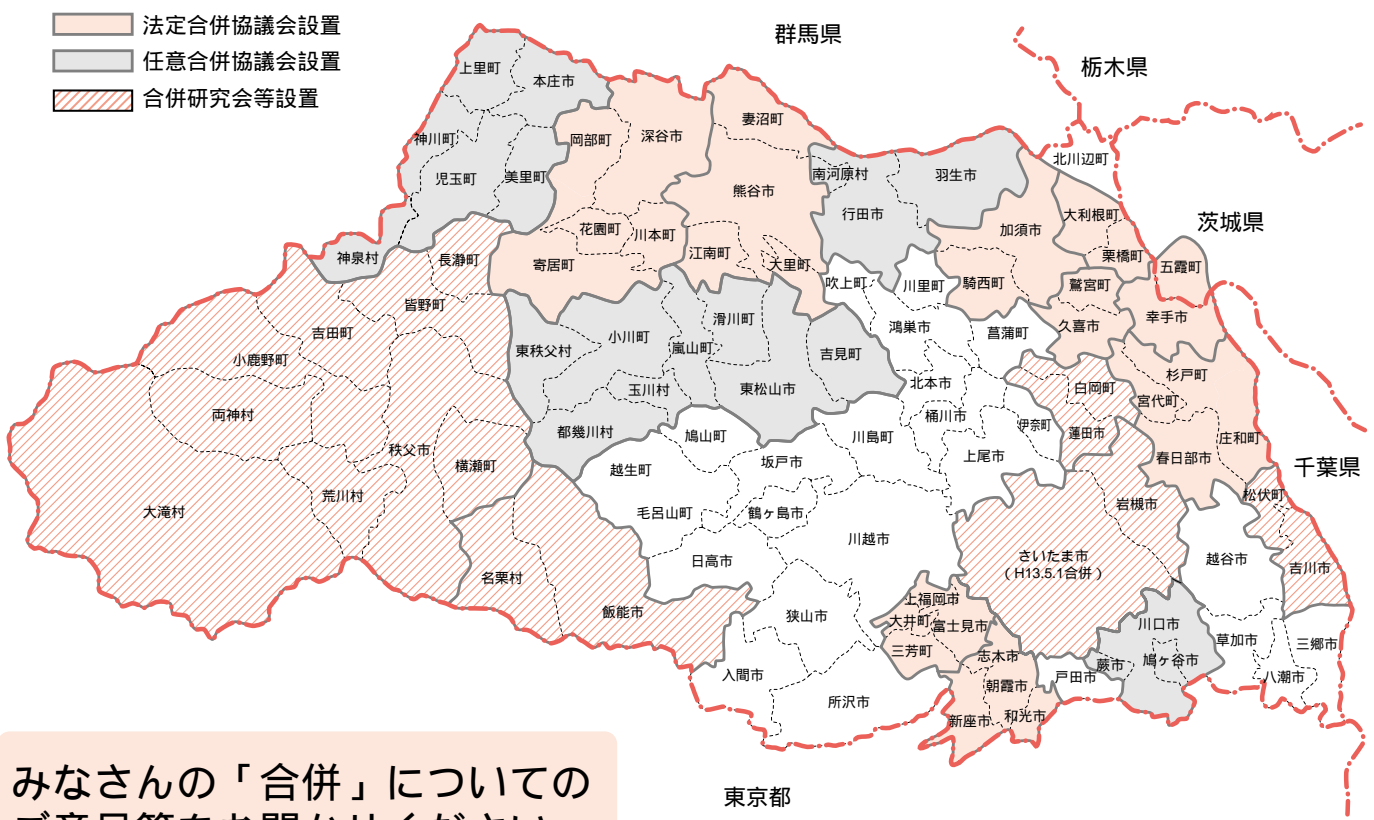 法定合併協議会設置
任意合併協議会設置
合併研究会等設置
群馬県
栃木県
茨城県
千葉県
東京都
上里町
本庄市
神川町
児玉町
美里町
神泉村
岡部町
深谷市
花園町
川本町
寄居町
妻沼町
熊谷市
江南町
大里町
南河原村
行田市
羽生市
北川辺町
加須市
大利根町
栗橋町
騎西町
鷲宮町
久喜市
五霞町
幸手市
吹上町
川里町
鴻巣市
菖蒲町
長瀞町
皆野町
吉田町
小鹿野町
両神村
秩父市
横瀬町
荒川村
大滝村
東秩父村
小川町
嵐山町
滑川町
吉見町
玉川村
東松山市
都幾川村
北本市
桶川市
伊奈町
上尾市
白岡町
蓮田市
杉戸町
宮代町
庄和町
春日部市
松伏町
吉川市
鳩山町
越生町
坂戸市
川島町
毛呂山町
鶴ヶ島市
川越市
日高市
名栗村
飯能市
狭山市
入間市
所沢市
岩槻市
さいたま市
（H13.5.1合併）
越谷市
上福岡市
大井町
富士見市
三芳町
志木市
朝霞市
新座市
和光市
戸田市
蕨市
川口市
鳩ヶ谷市
草加市
八潮市
三郷市
みなさんの「合併」についての